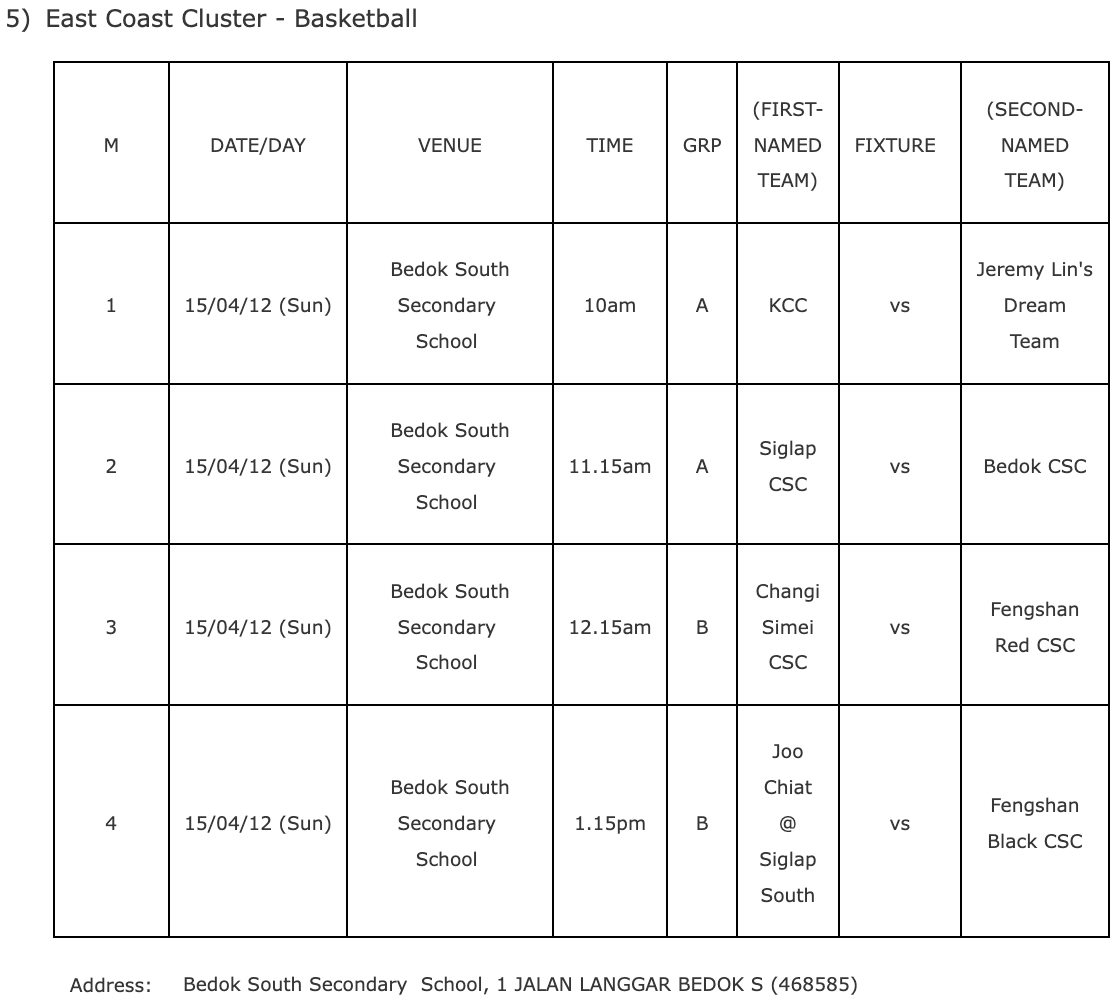 5) East Coast Cluster - Basketball
M DATE/DAY VENUE TIME GRP (FIRST-NAMED TEAM) FIXTURE (SECOND-NAMED TEAM)
1 15/04/12 (Sun) Bedok South Secondary School 10am A KCC vs Jeremy Lin's Dream Team
2 15/04/12 (Sun) Bedok South Secondary School 11.15am A Siglap CSC vs Bedok CSC
3 15/04/12 (Sun) Bedok South Secondary School 12.15am B Changi Simei CSC vs Fengshan Red CSC
4 15/04/12 (Sun) Bedok South Secondary School 1.15pm B Joo Chiat @ Siglap South vs Fengshan Black CSC
Address: Bedok South Secondary School, 1 JALAN LANGGAR BEDOK S (468585)